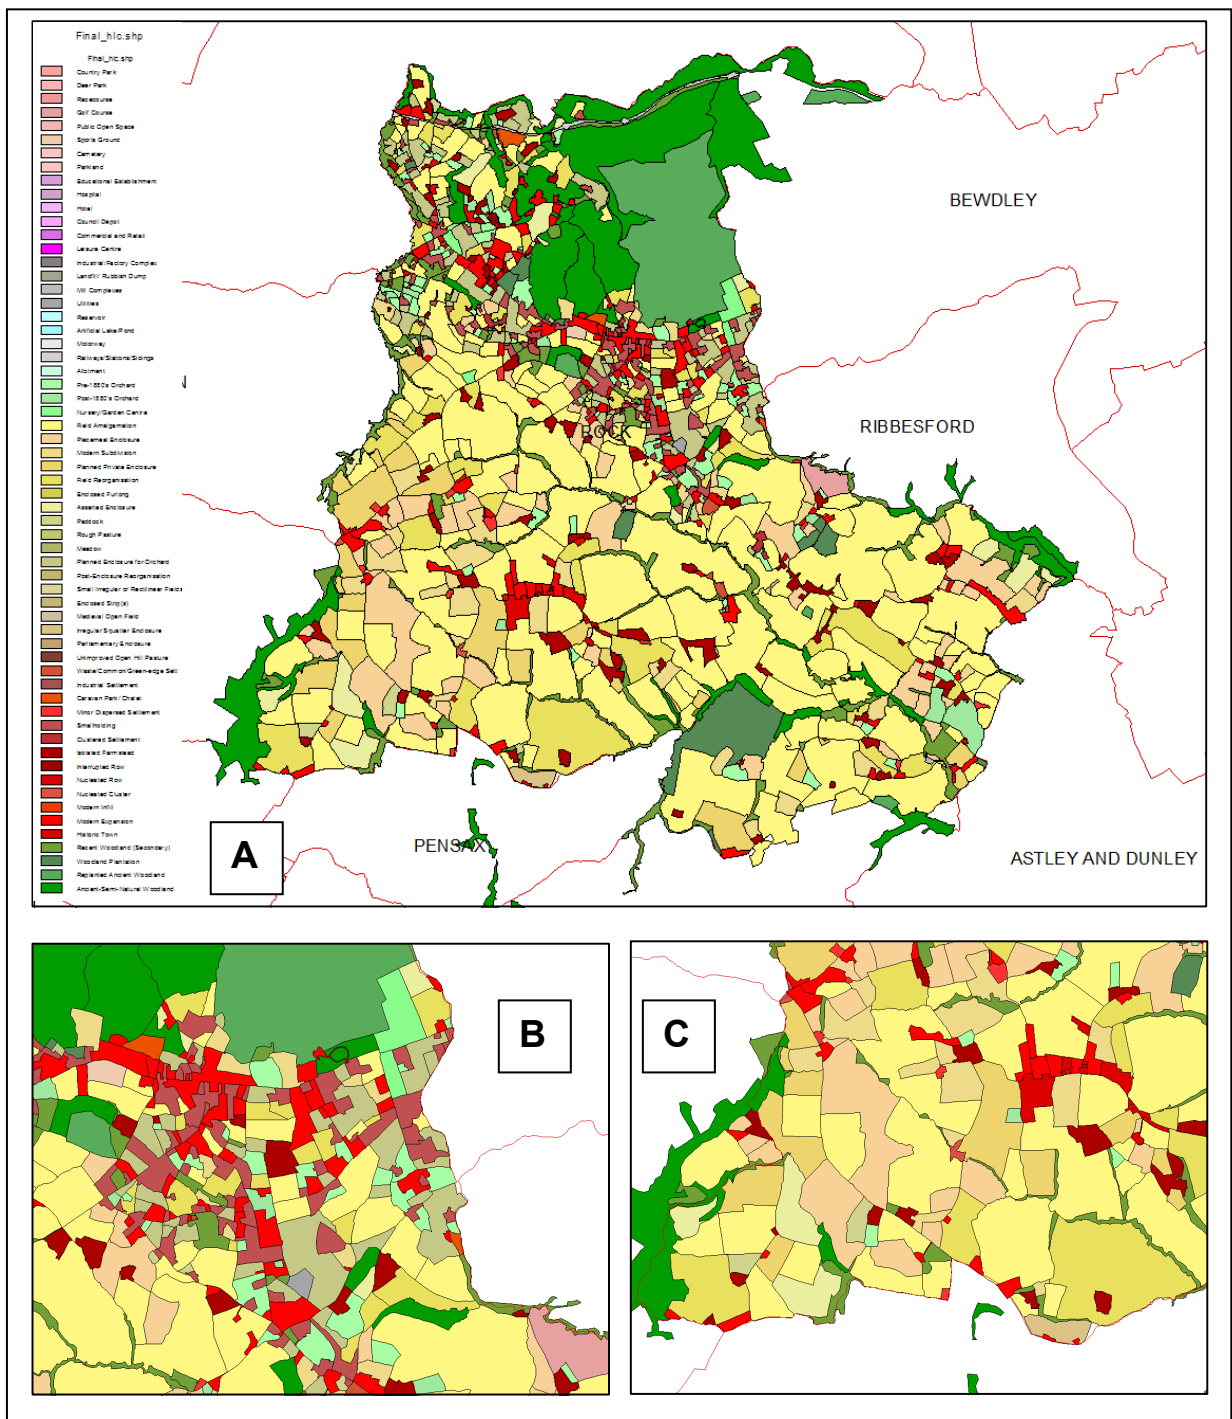 Final_hlc.shp
Final_hlc.shp
Country Park
Deer Park
Racecourse
Golf Course
Public Open Space
Sports Ground
Cemetery
Parkland
Educational Establishment
Hospital
Hotel
Council Depot
Commercial and Retail
Leisure Centre
Industrial/Factory Complex
Landfill/ Rubbish Dump
Mill Complexes
Utilities
Reservoir
Artificial Lake/Pond
Motorway
Railways/Stations/Sidings
Allotment
Pre-1880's Orchard
Post-1880's Orchard
Nursery/Garden Centre
Field Amalgamation
Piecemeal Enclosure
Modern Subdivision
Planned Private Enclosure
Field Reorganisation
Enclosed Furlong
Assarted Enclosure
Paddock
Rough Pasture
Meadow
Planned Enclosure for Orchard
Post-Enclosure Reorganisation
Small Irregular or Rectilinear Fields
Enclosed Strip(s)
Medieval Open Field
Irregular Squatter Enclosure
Parliamentary Enclosure
Unimproved Open Hill Pasture
Waste/Common/Green-edge Sett
Industrial Settlement
Caravan Park/ Chalet
Minor Dispersed Settlement
Smallholding
Clustered Settlement
Isolated Farmstead
Interrupted Row
Nucleated Row
Nucleated Cluster
Modern Infill
Modern Expansion
Historic Town
Recent Woodland (Secondary)
Woodland Plantation
Replanted Ancient Woodland
Ancient-Semi-Natural Woodland
BEWDLEY
RIBBESFORD
ROCK
PENSAX
ASTLEY AND DUNLEY
A
B
C